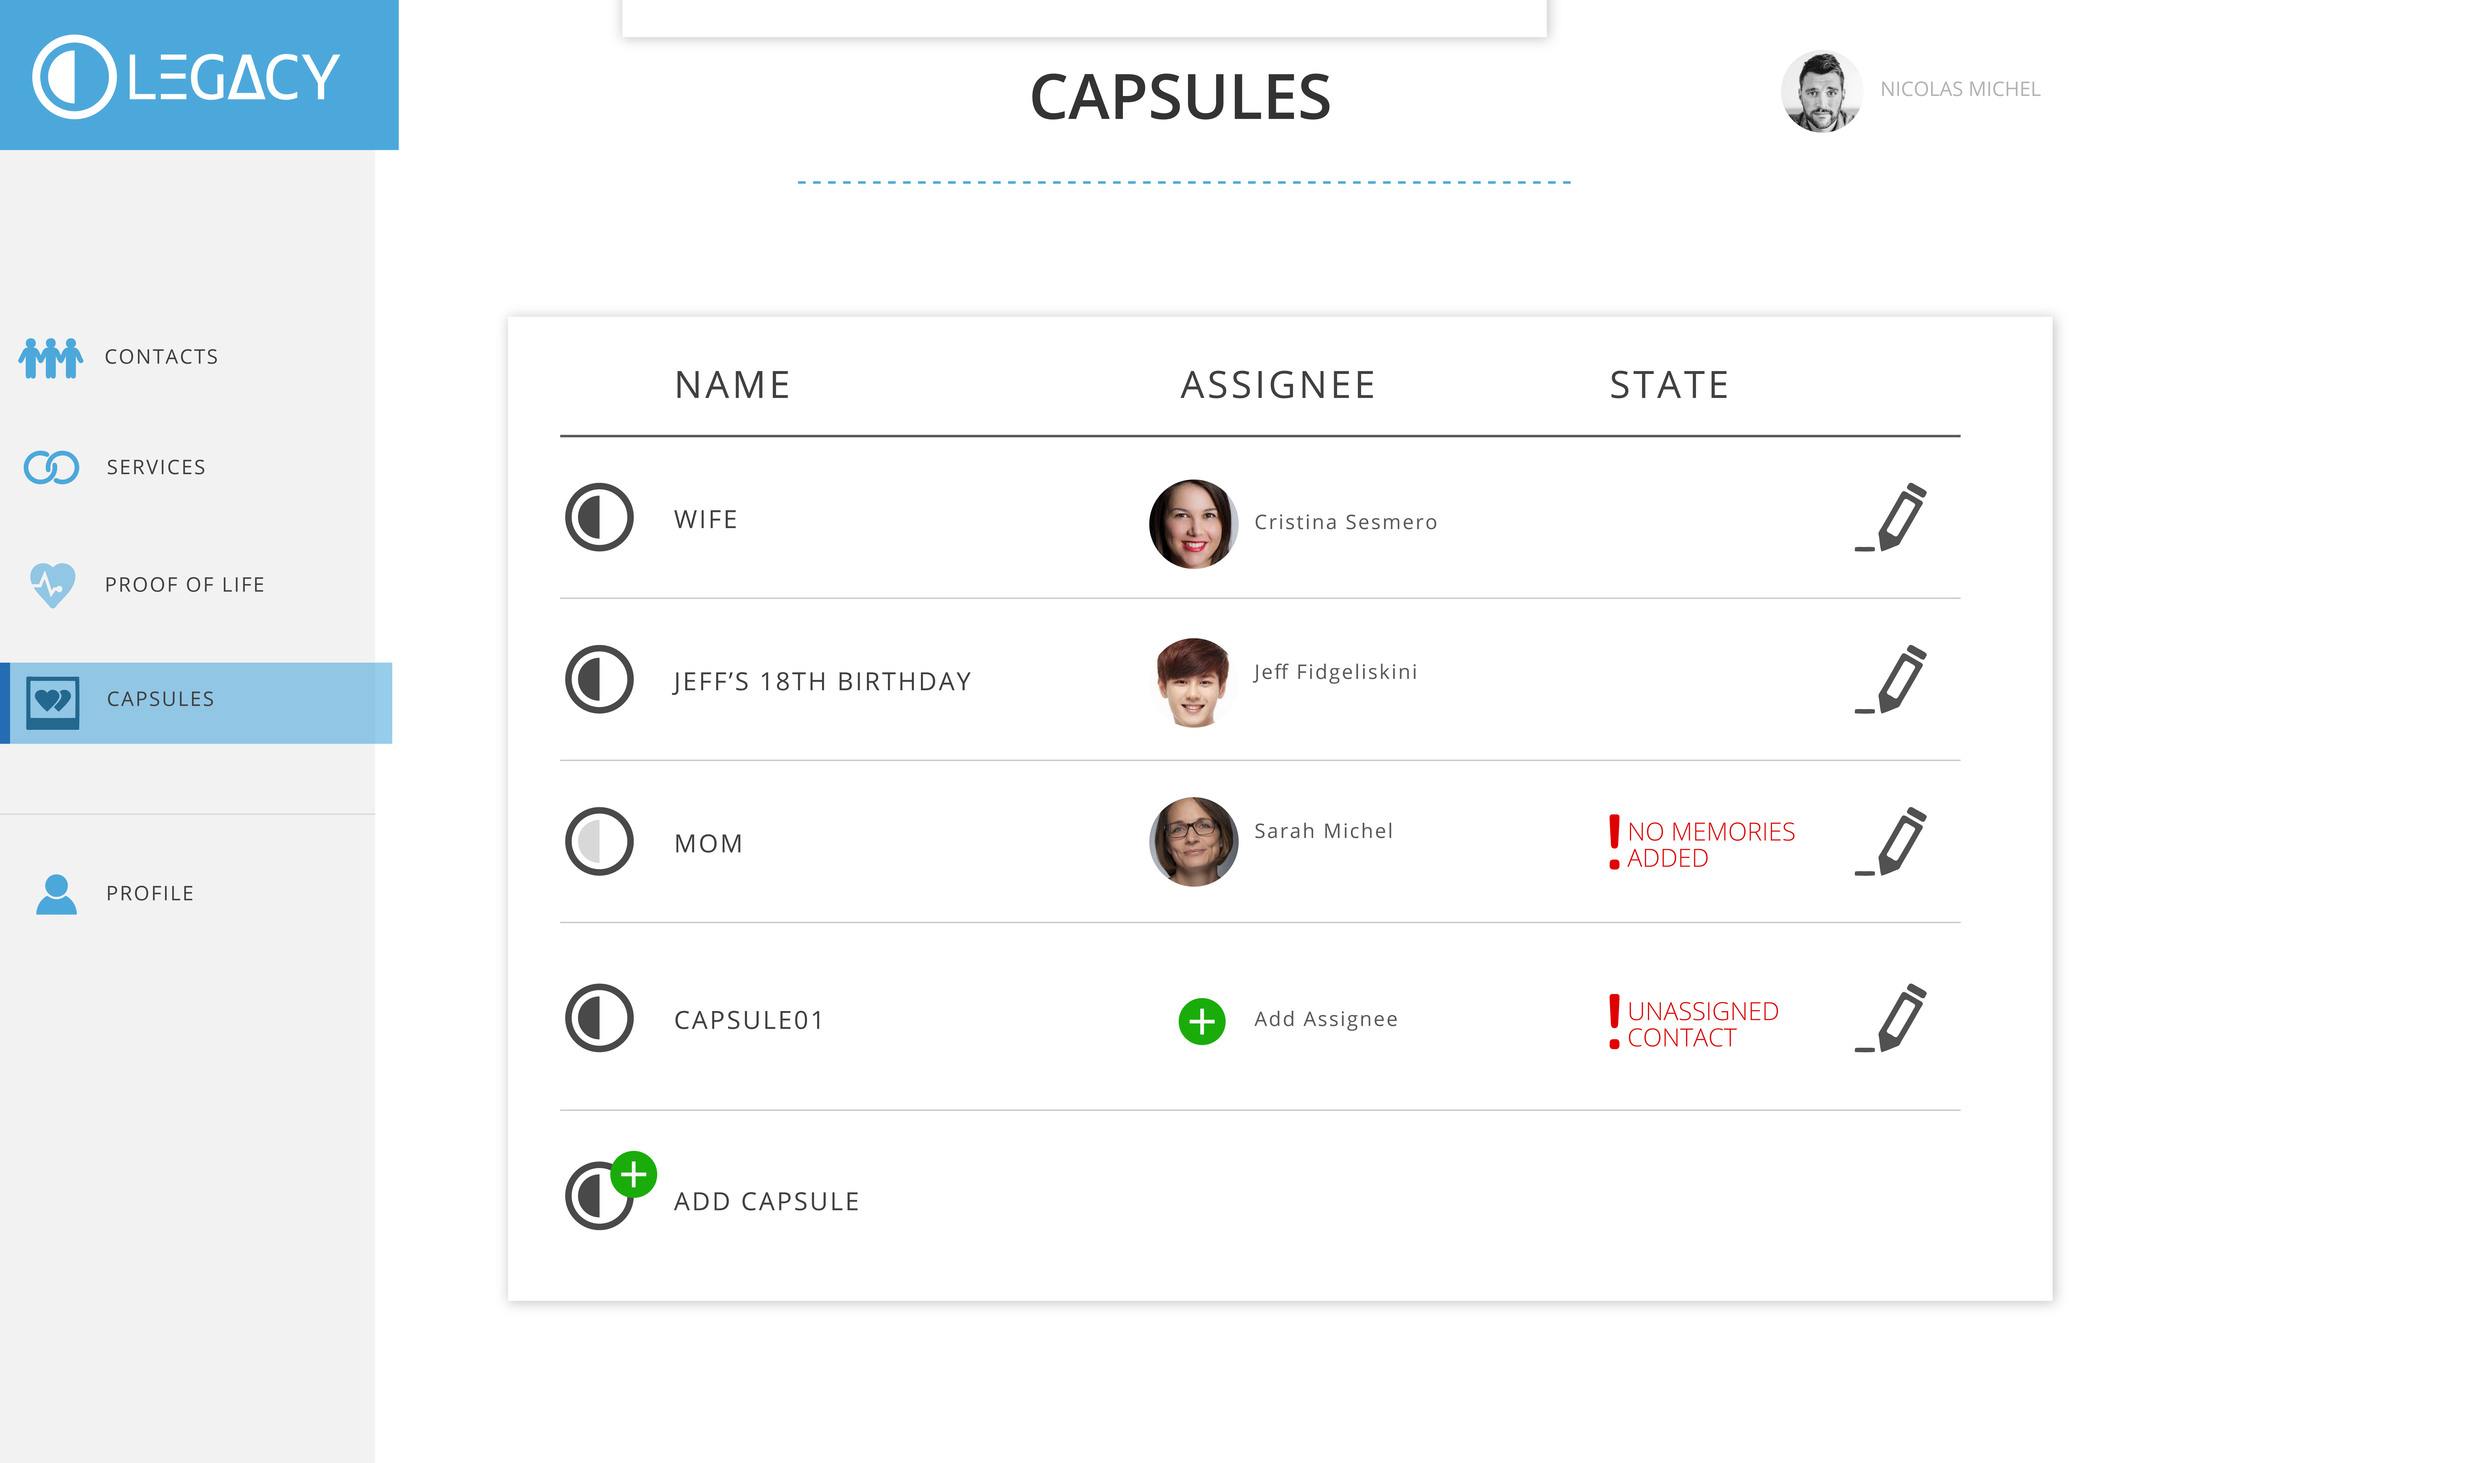 LEGACY
CAPSULES
NICOLAS MICHEL
CONTACTS
SERVICES
PROOF OF LIFE
CAPSULES
PROFILE
NAME ASSIGNEE STATE
WIFE Cristina Sesmero
JEFF’S 18TH BIRTHDAY Jeff Fidgeliskini
MOM Sarah Michel ! NO MEMORIES
ADDED
CAPSULE01 Add Assignee ! UNASSIGNED
CONTACT
ADD CAPSULE